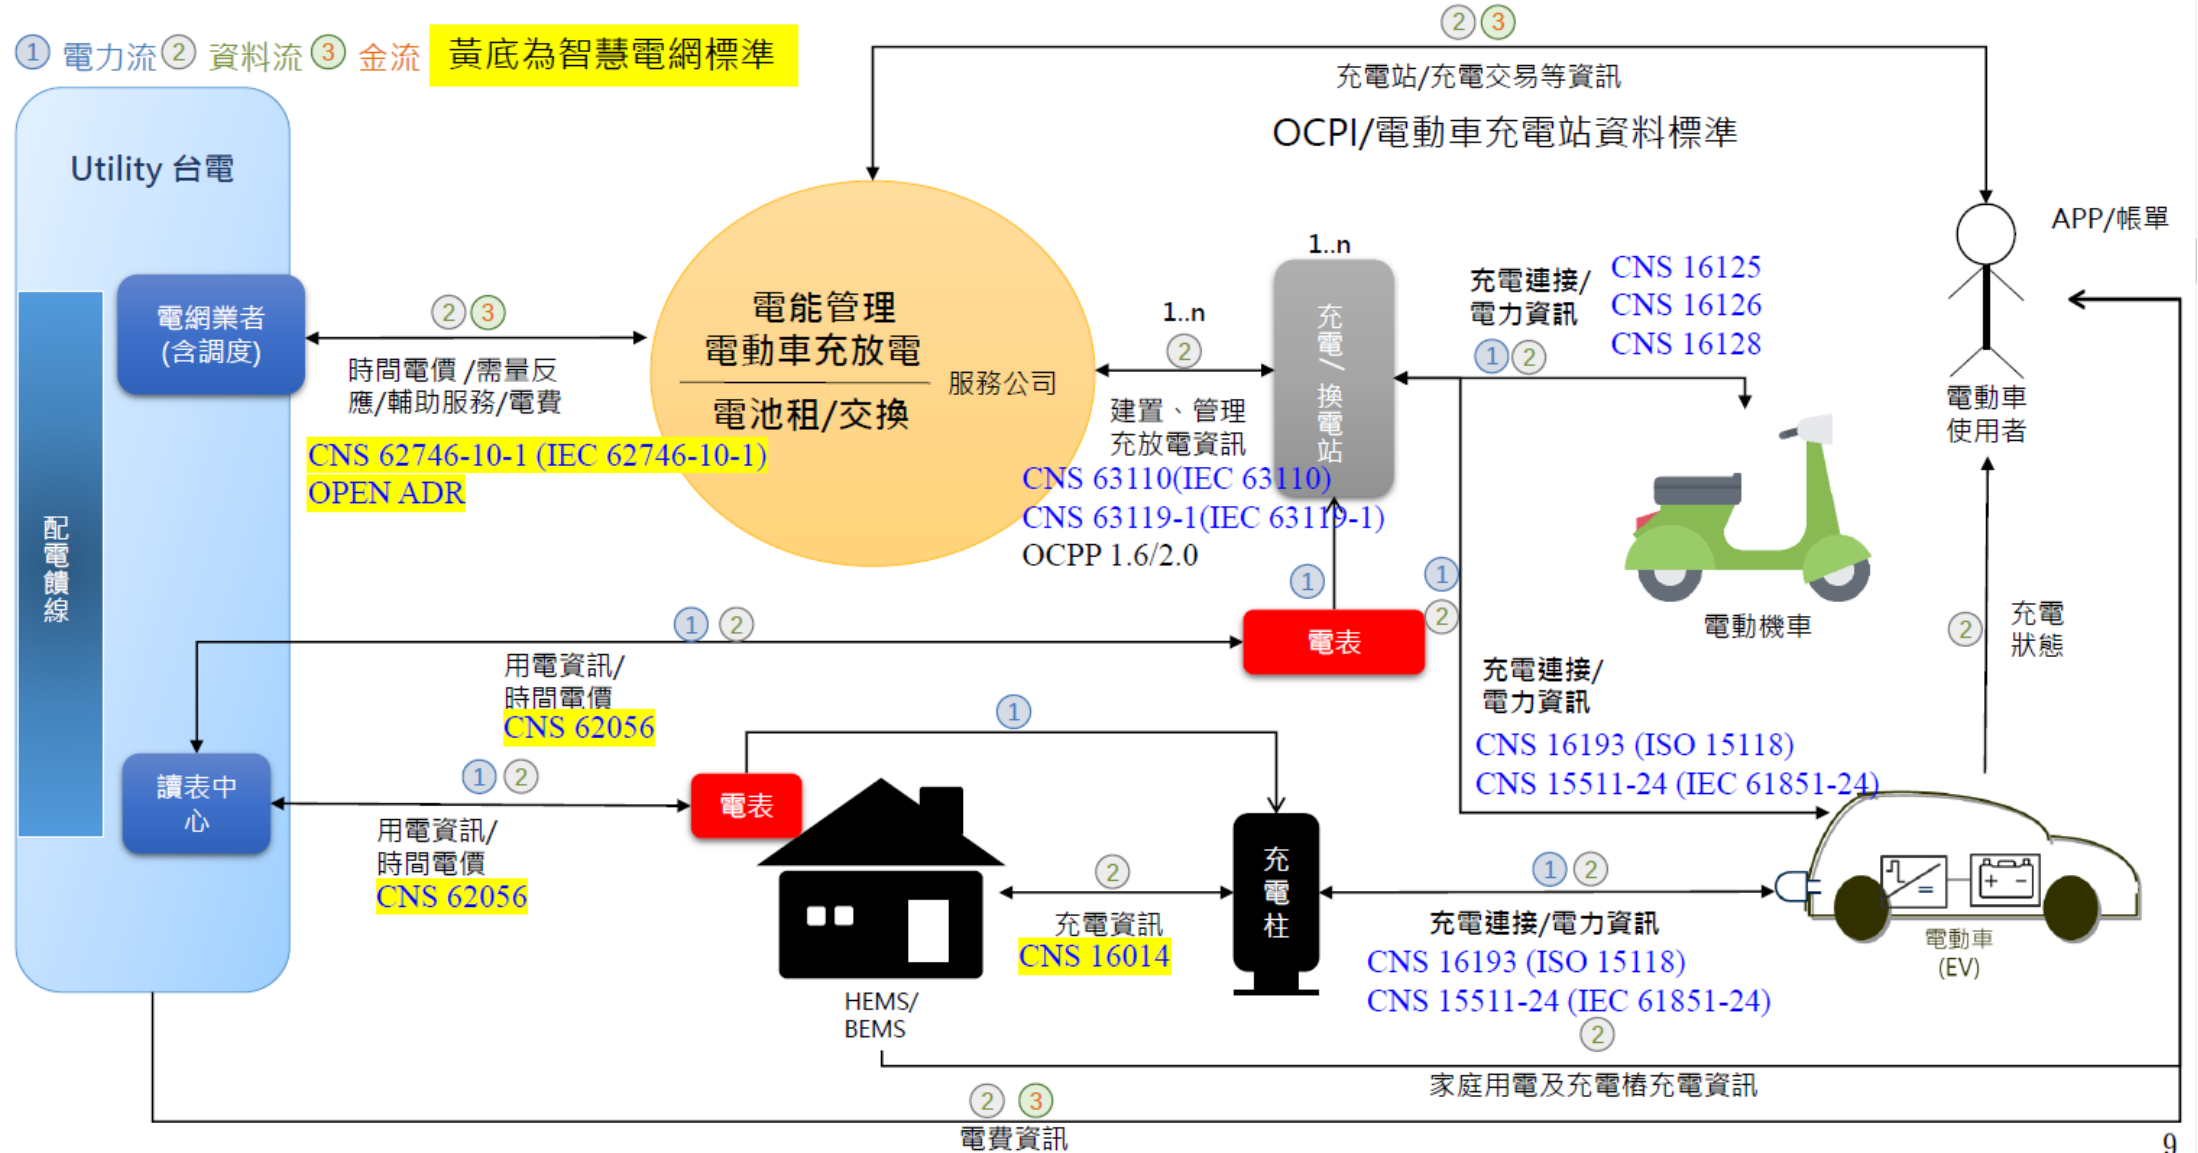 ① 電力流 ② 資料流 ③ 金流 黃底為智慧電網標準
② ③
充電站/充電交易等資訊
OCPI/電動車充電站資料標準
Utility 台電
配電饋線
電網業者
(含調度)
② ③
時間電價 /需量反
應/輔助服務/電費
CNS 62746-10-1 (IEC 62746-10-1)
OPEN ADR
電能管理
電動車充放電
電池租/交換
服務公司
1..n
②
建置、管理
充放電資訊
CNS 63110(IEC 63110)
CNS 63119-1(IEC 63119-1)
OCPP 1.6/2.0
1..n
充電/換電站
充電連接/
電力資訊
① ②
CNS 16125
CNS 16126
CNS 16128
APP/帳單
電動車
使用者
電動機車
②
充電
狀態
①
電表
①
②
充電連接/
電力資訊
CNS 16193 (ISO 15118)
CNS 15511-24 (IEC 61851-24)
① ②
用電資訊/
時間電價
CNS 62056
讀表中
心
① ②
用電資訊/
時間電價
CNS 62056
電表
①
HEMS/
BEMS
②
充電資訊
CNS 16014
充電柱
① ②
充電連接/電力資訊
CNS 16193 (ISO 15118)
CNS 15511-24 (IEC 61851-24)
電動車
(EV)
②
家庭用電及充電樁充電資訊
② ③
電費資訊
9